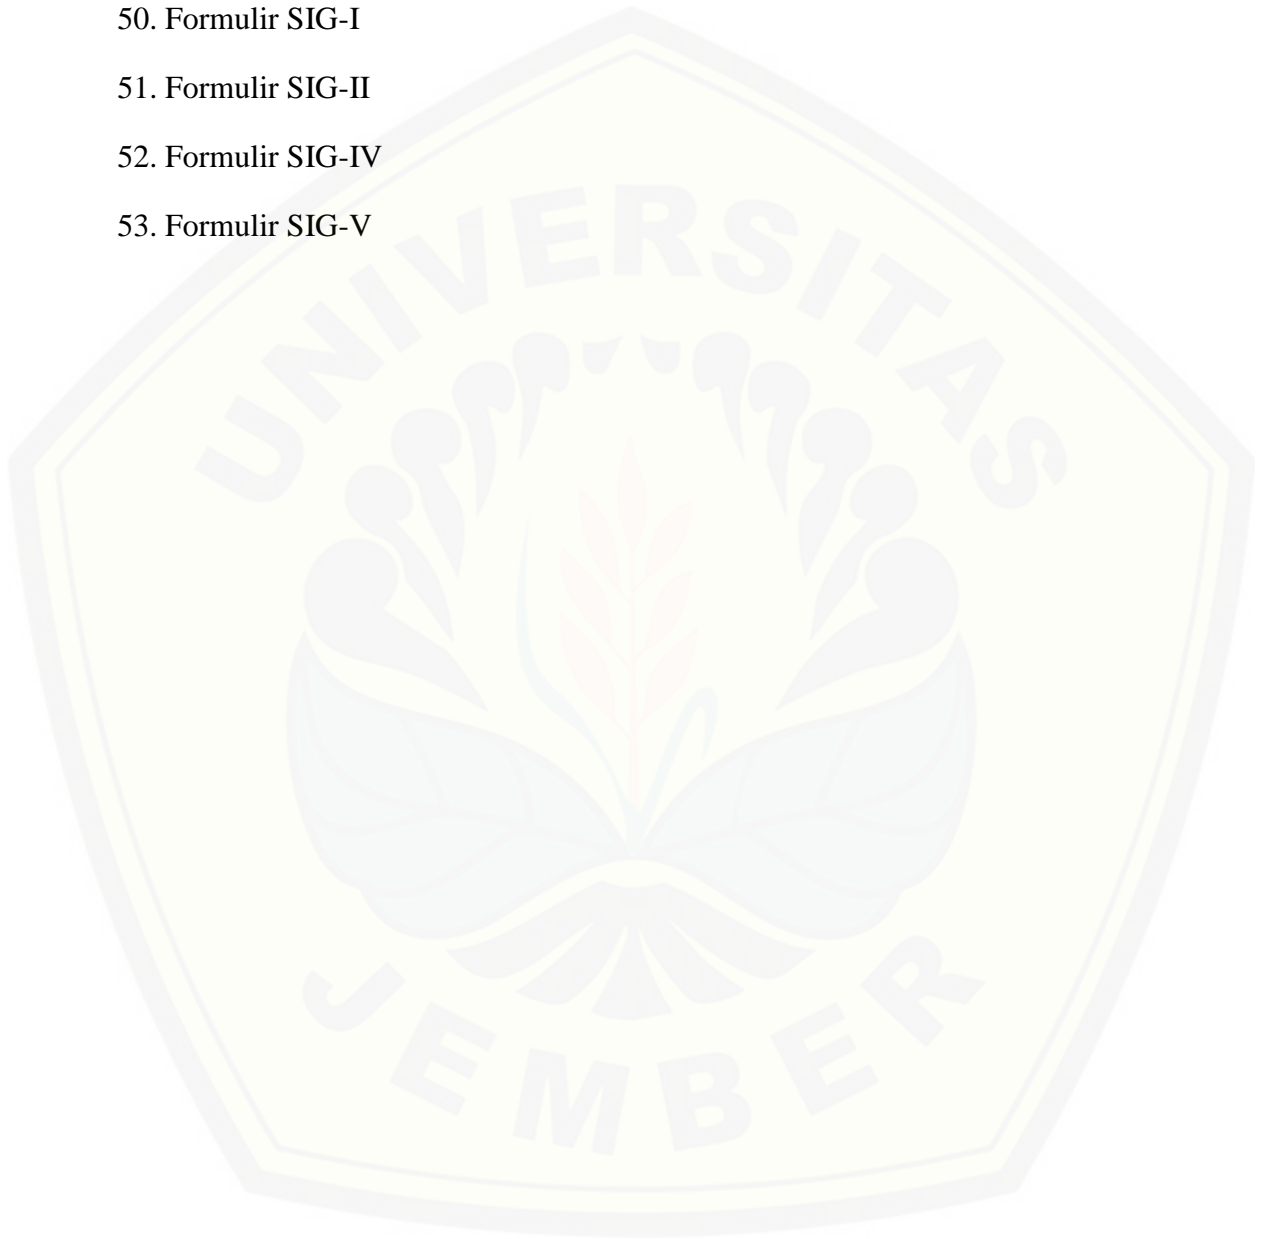 50. Formulir SIG-I
51. Formulir SIG-II
52. Formulir SIG-IV
53. Formulir SIG-V
UNIVERSITAS
JEMBER